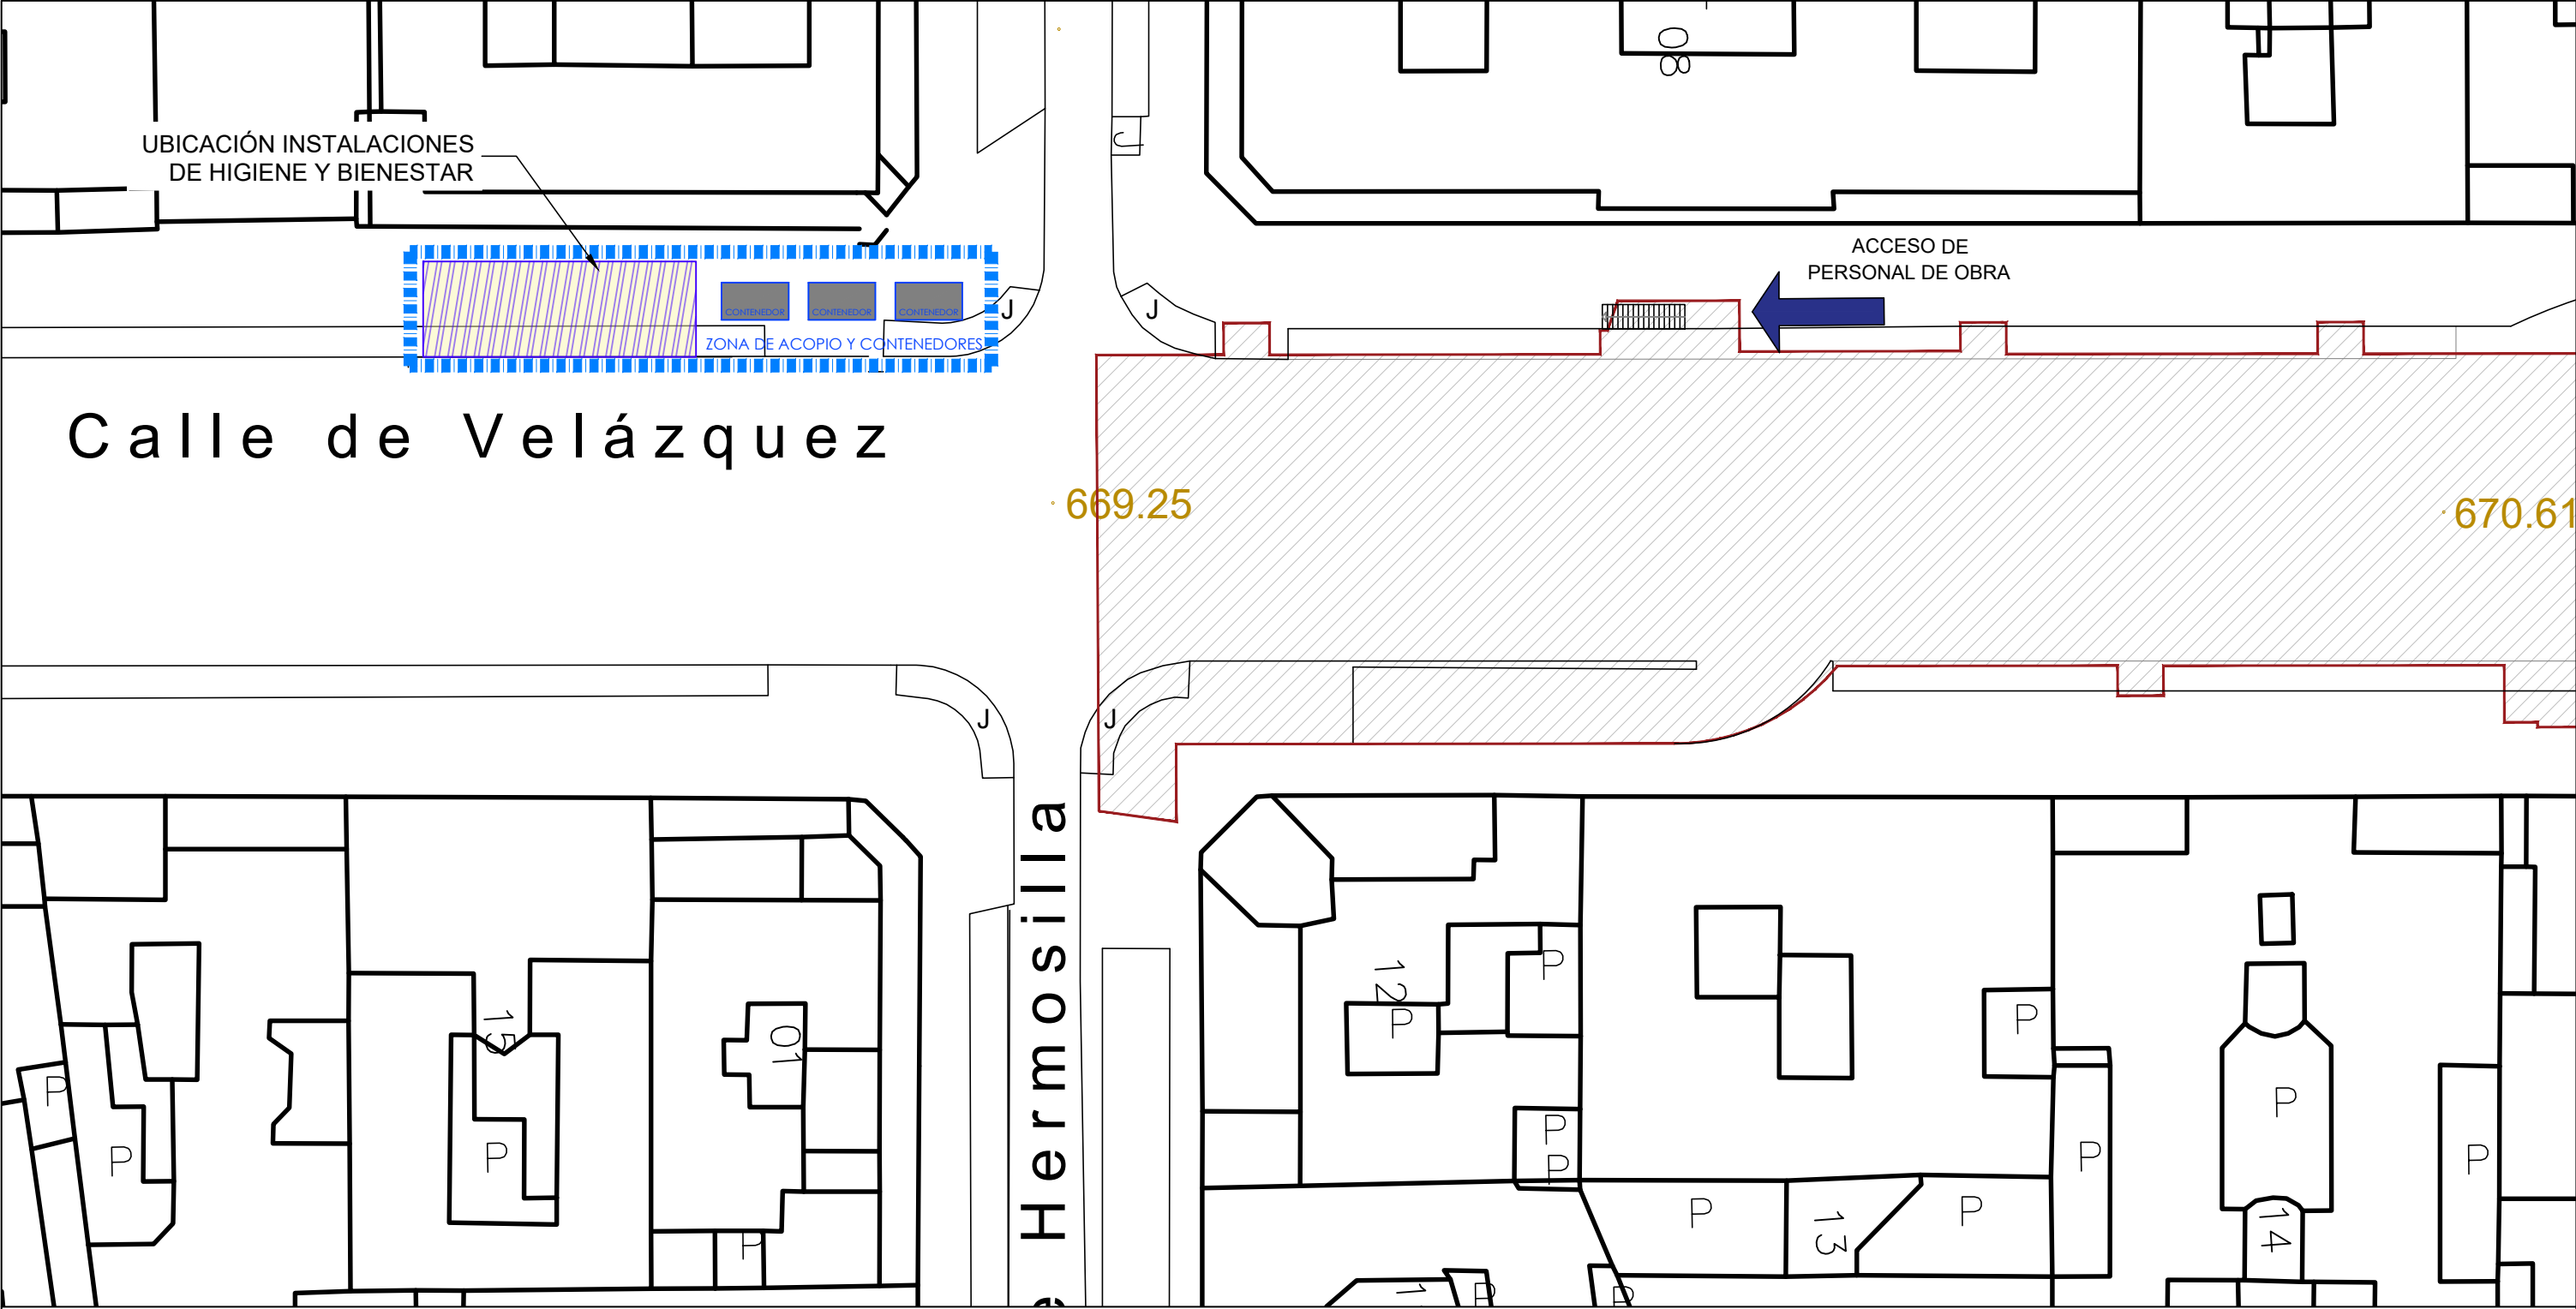 08
J
UBICACIÓN INSTALACIONES
DE HIGIENE Y BIENESTAR
ACCESO DE
PERSONAL DE OBRA
J
J
CONTENEDOR
CONTENEDOR
CONTENEDOR
ZONA DE ACOPIO Y CONTENEDORES
Calle de Velázquez
669.25
670.61
J
J
e Hermosilla
12
P
P
15
01
P
P
P
P
P
P
P
P
P
P
P
P
13
14
P
P
P